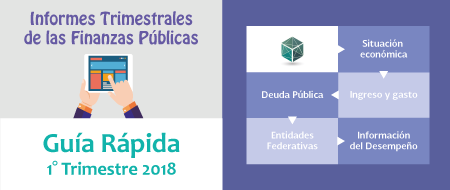 Informes Trimestrales
de las Finanzas Públicas
Guía Rápida
1° Trimestre 2018
Situación
económica
Deuda Pública
Ingreso y gasto
Entidades
Federativas
Información
del Desempeño